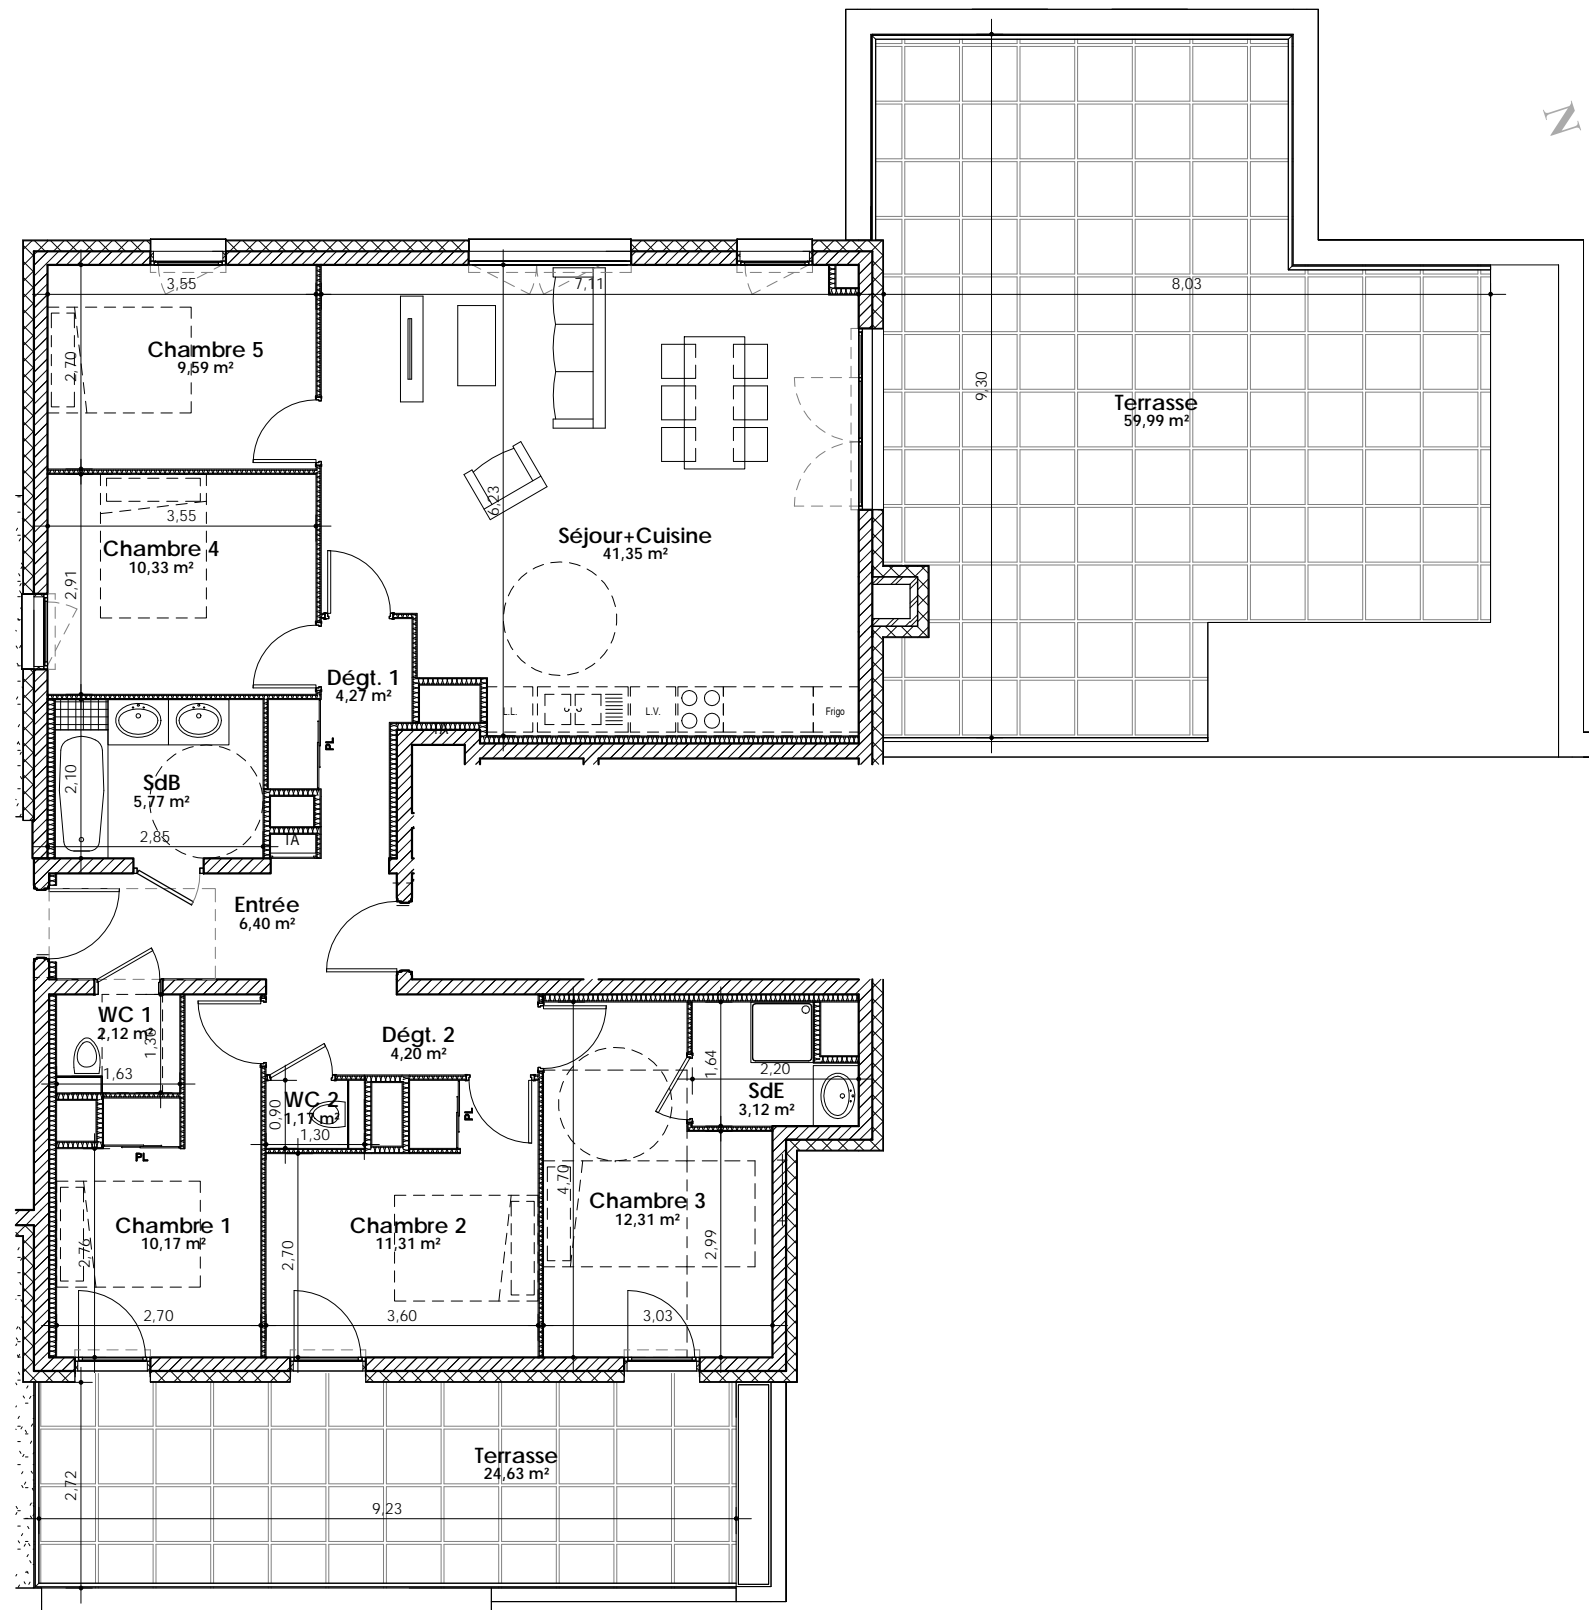 N
3,55
7,11
8,03
Chambre 5
9,59 m²
2,70
9,30
Terrasse
59,99 m²
3,55
6,23
Chambre 4
10,33 m²
Séjour+Cuisine
41,35 m²
2,91
Dégt. 1
4,27 m²
L.L.
L.V.
Frigo
TA
PL
SdB
5,77 m²
2,10
2,85
TA
Entrée
6,40 m²
WC 1
2,12 m²
1,30
1,63
Dégt. 2
4,20 m²
1,64
2,20
SdE
3,12 m²
WC 2
1,17 m²
0,90
1,30
PL
PL
4,70
Chambre 1
10,17 m²
2,76
Chambre 2
11,31 m²
2,70
Chambre 3
12,31 m²
2,99
2,70
3,60
3,03
Terrasse
24,63 m²
2,72
9,23